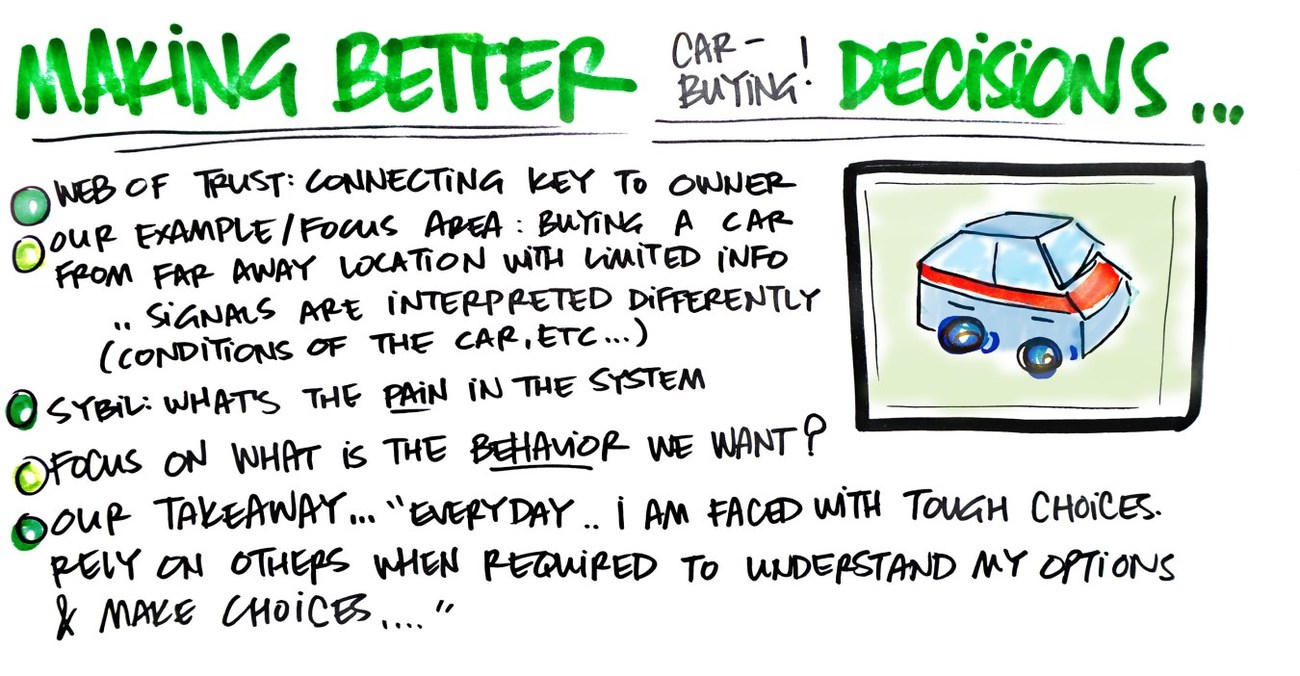 MAKING BETTER CAR-BUYING! DECISIONS...
WEB OF TRUST: CONNECTING KEY TO OWNER
OUR EXAMPLE/FOCUS AREA: BUYING A CAR
FROM FAR AWAY LOCATION WITH LIMITED INFO
.. SIGNALS ARE INTERPRETED DIFFERENTLY
(CONDITIONS OF THE CAR, ETC...)
SYBIL: WHAT'S THE PAIN IN THE SYSTEM
FOCUS ON WHAT IS THE BEHAVIOR WE WANT?
OUR TAKEAWAY... "EVERYDAY .. I AM FACED WITH TOUGH CHOICES.
RELY ON OTHERS WHEN REQUIRED TO UNDERSTAND MY OPTIONS
& MAKE CHOICES...."